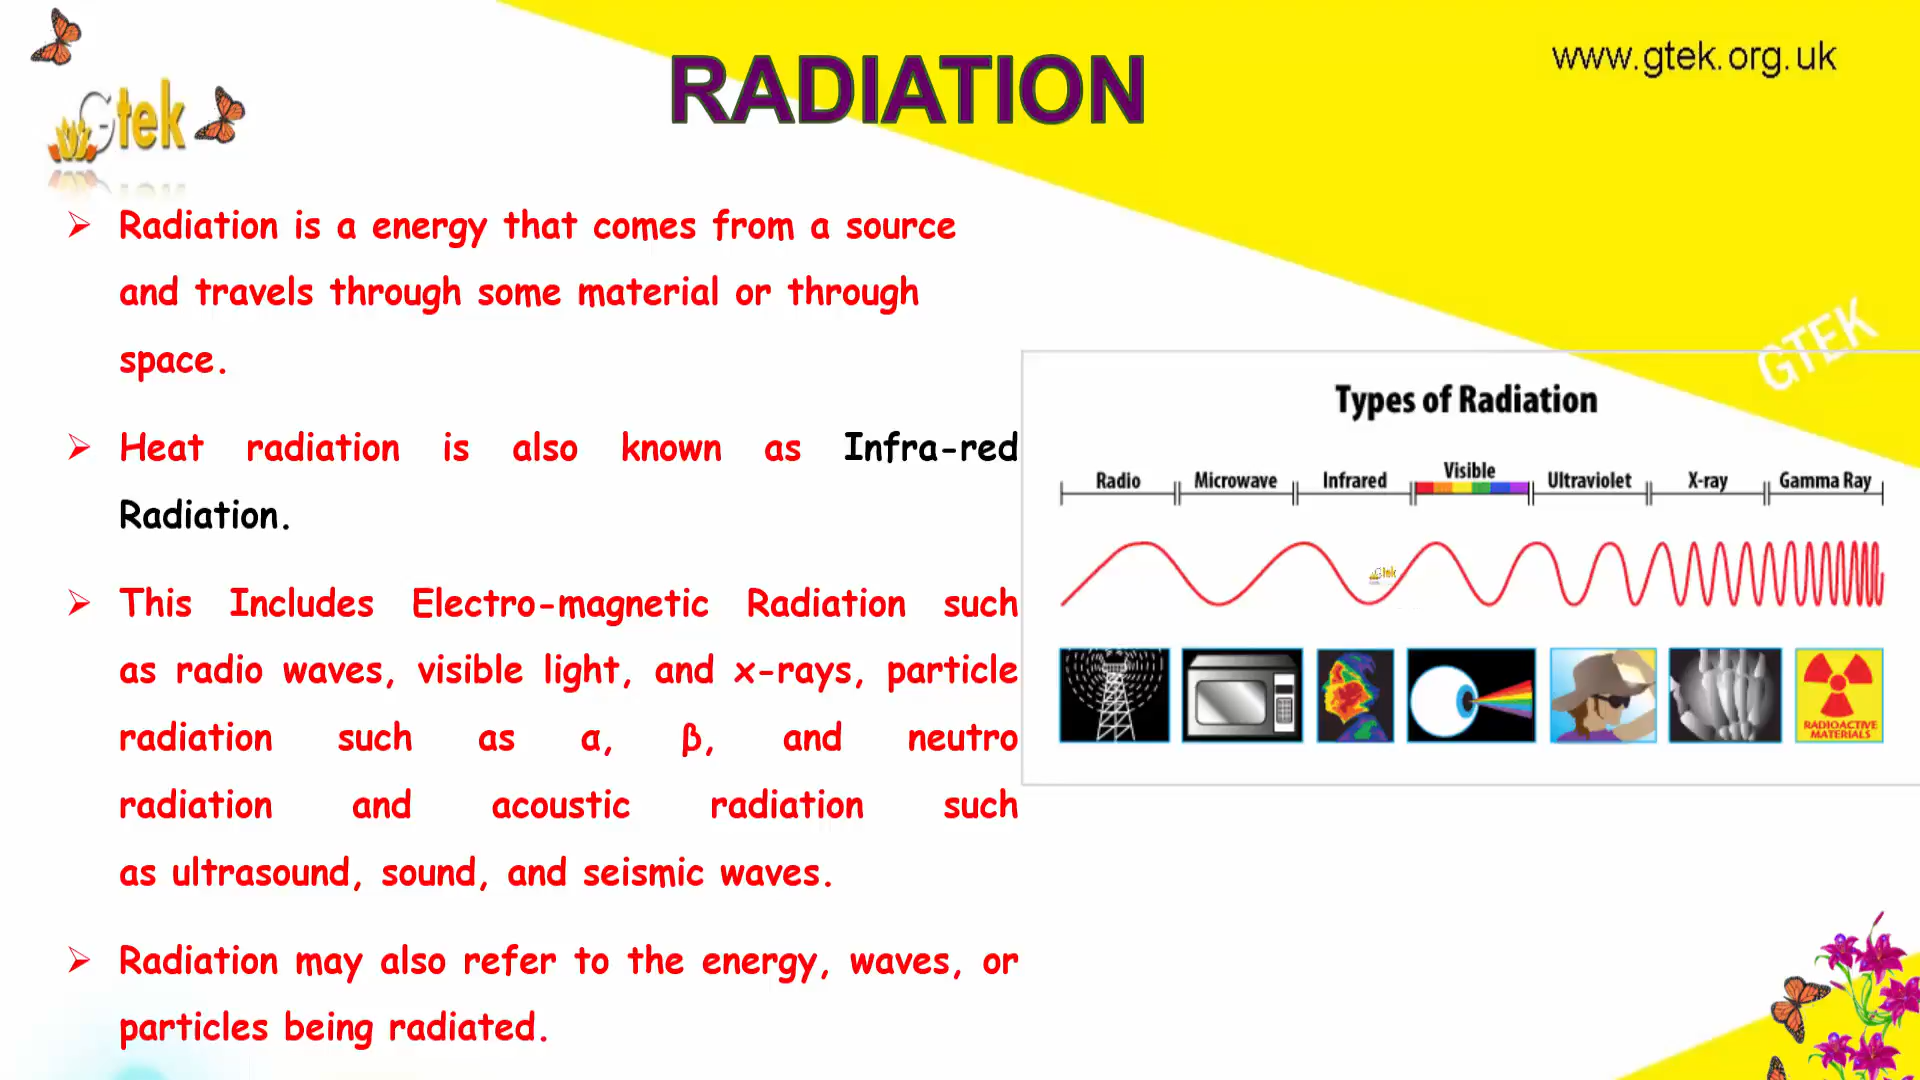 www.gtek.org.uk
RADIATION
Gtek
Radiation is a energy that comes from a source
and travels through some material or through
space.
Heat radiation is also known as Infra-red
Radiation.
This Includes Electro-magnetic Radiation such
as radio waves, visible light, and x-rays, particle
radiation such as α, β, and neutro
radiation and acoustic radiation such
as ultrasound, sound, and seismic waves.
Radiation may also refer to the energy, waves, or
particles being radiated.
GTEK
Types of Radiation
Radio Microwave Infrared Visible Ultraviolet X-ray Gamma Ray
Gtek
RADIOACTIVE
MATERIALS